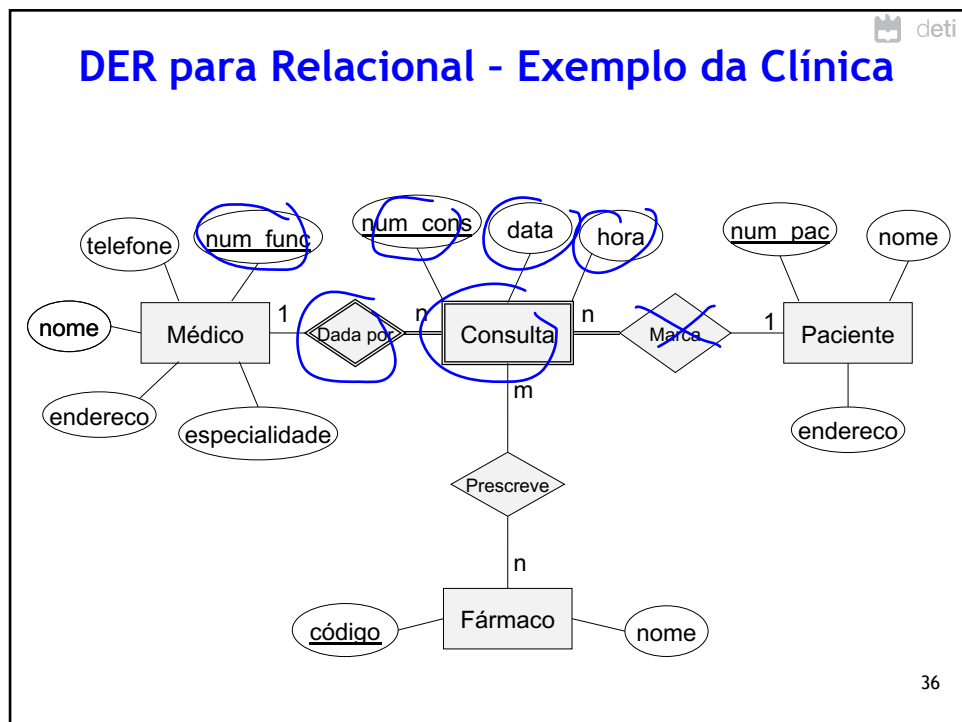 deti
DER para Relacional – Exemplo da Clínica
telefone
num_func
num_cons
data
hora
num_pac
nome
nome
Médico
1
Dada por
n
Consulta
n
Marca
1
Paciente
endereco
especialidade
m
endereco
Prescreve
n
código
Fármaco
nome
36